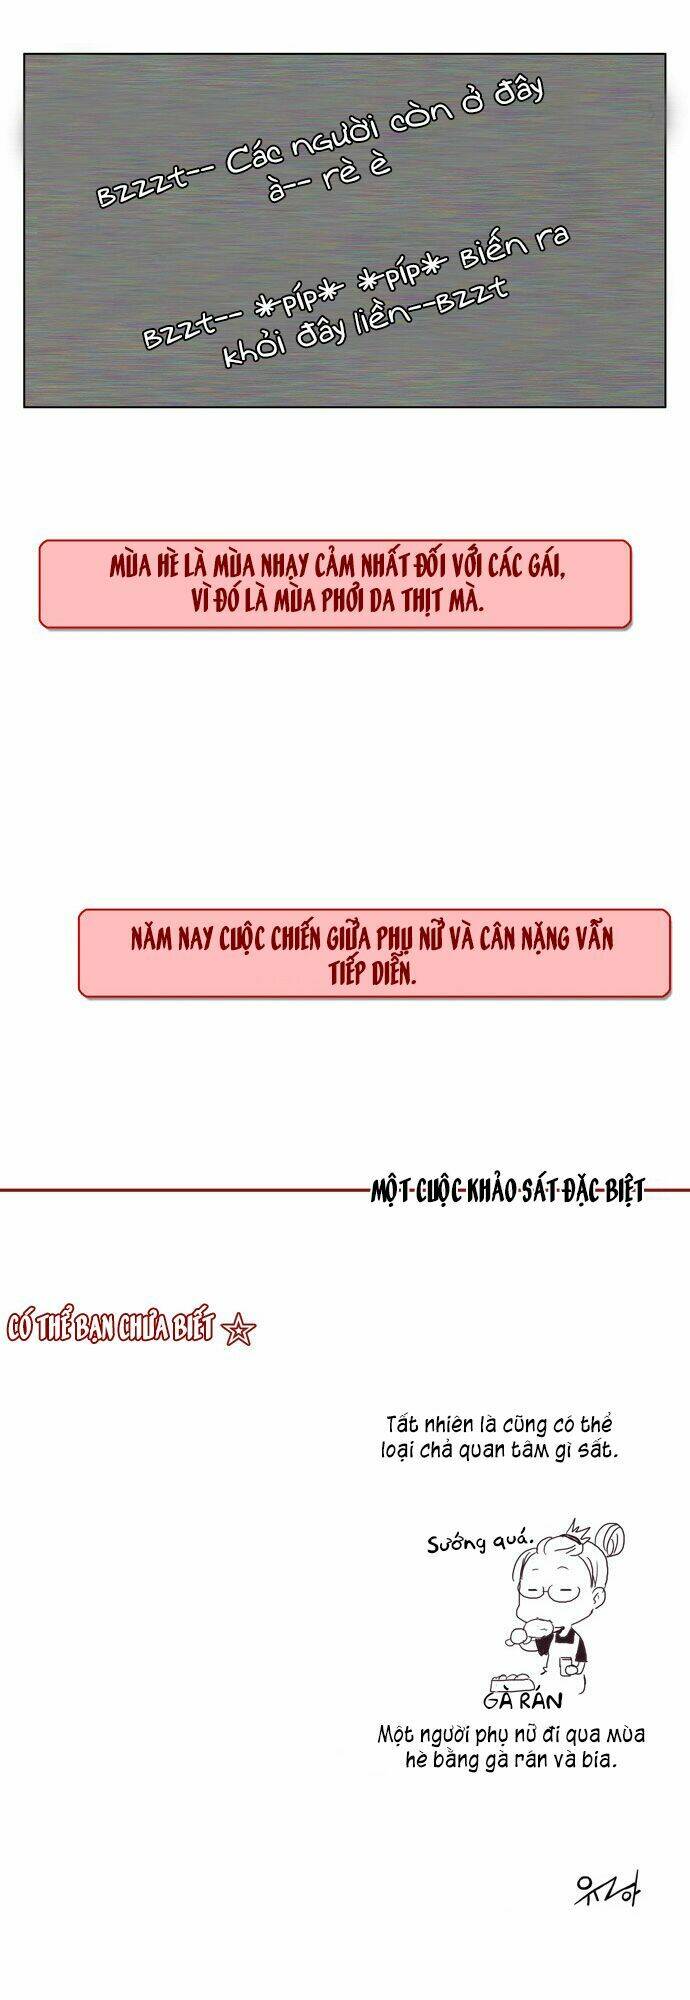 Bzzzt-- Các người còn ở đây
à-- rè è
Bzzt-- *píp* *píp* Biến ra
khỏi đây liền--Bzzt
MÙA HÈ LÀ MÙA NHẠY CẢM NHẤT ĐỐI VỚI CÁC GÁI,
VÌ ĐÓ LÀ MÙA PHƠI DA THỊT MÀ.
NĂM NAY CUỘC CHIẾN GIỮA PHỤ NỮ VÀ CÂN NẶNG VẪN
TIẾP DIỄN.
MỘT CUỘC KHẢO SÁT ĐẶC BIỆT
CÓ THỂ BẠN CHƯA BIẾT ☆
Tất nhiên là cũng có thể
loại chả quan tâm gì sất.
Sướng quá.
GÀ RÁN
Một người phụ nữ đi qua mùa
hè bằng gà rán và bia.